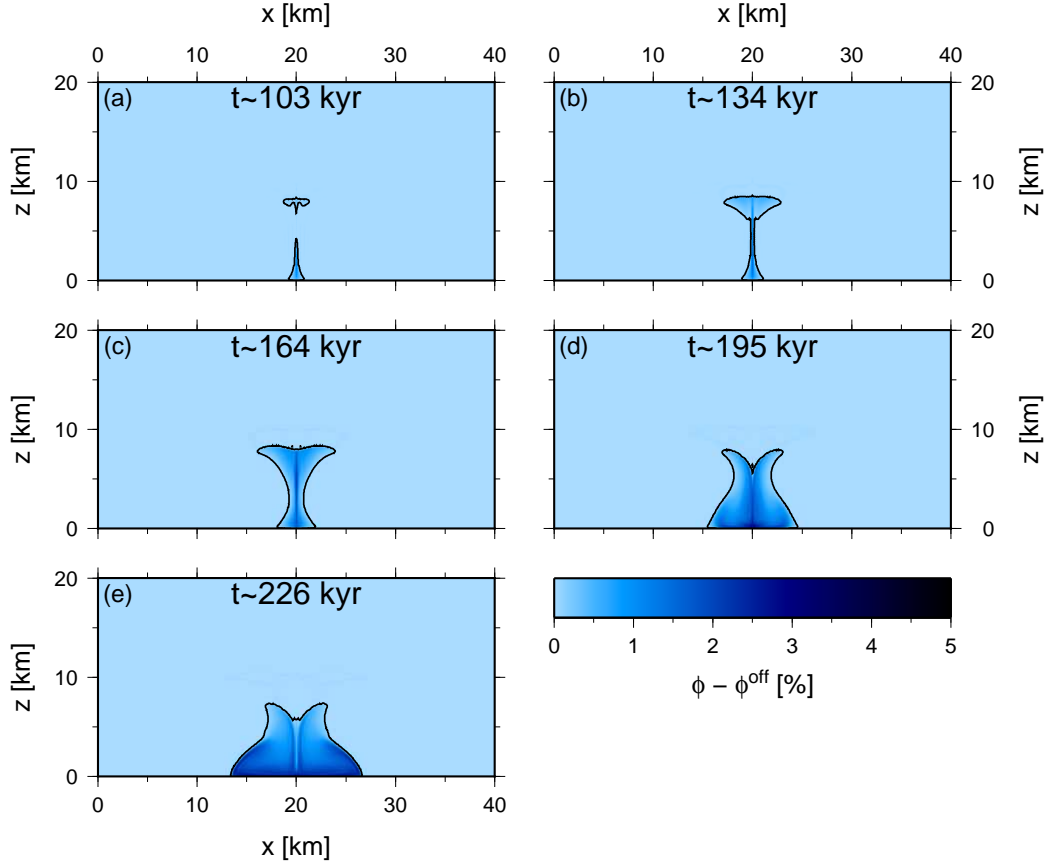 x [km]
x [km]
0 10 20 30 40
0 10 20 30 40
(a) t~103 kyr
(b) t~134 kyr
20
10
0
z [km]
20
10
0
z [km]
(c) t~164 kyr
(d) t~195 kyr
20
10
0
z [km]
20
10
0
z [km]
(e) t~226 kyr
20
10
0
z [km]
0 10 20 30 40
x [km]
0 1 2 3 4 5
ϕ − ϕ^off [%]